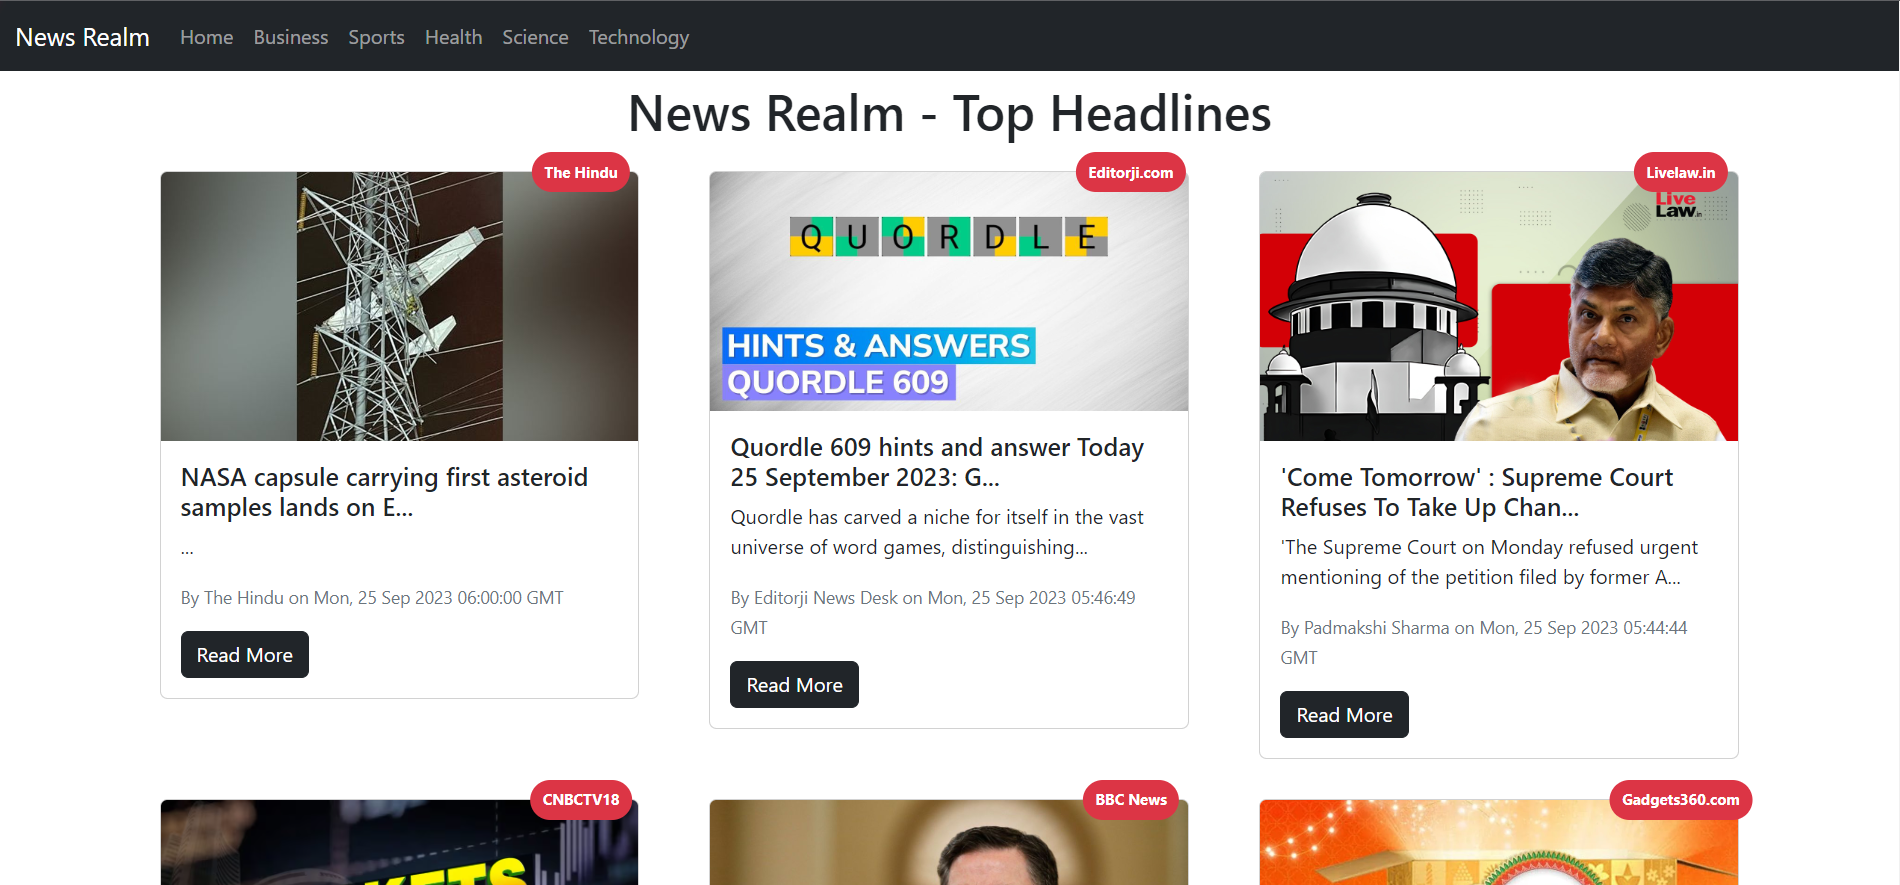 News Realm Home Business Sports Health Science Technology
News Realm - Top Headlines
The Hindu
NASA capsule carrying first asteroid
samples lands on E...
...
By The Hindu on Mon, 25 Sep 2023 06:00:00 GMT
Read More
Editorji.com
QUORDLE
HINTS & ANSWERS
QUORDLE 609
Quordle 609 hints and answer Today
25 September 2023: G...
Quordle has carved a niche for itself in the vast
universe of word games, distinguishing...
By Editorji News Desk on Mon, 25 Sep 2023 05:46:49
GMT
Read More
Livelaw.in
Live
Law.in
'Come Tomorrow' : Supreme Court
Refuses To Take Up Chan...
'The Supreme Court on Monday refused urgent
mentioning of the petition filed by former A...
By Padmakshi Sharma on Mon, 25 Sep 2023 05:44:44
GMT
Read More
CNBCTV18
BBC News
Gadgets360.com